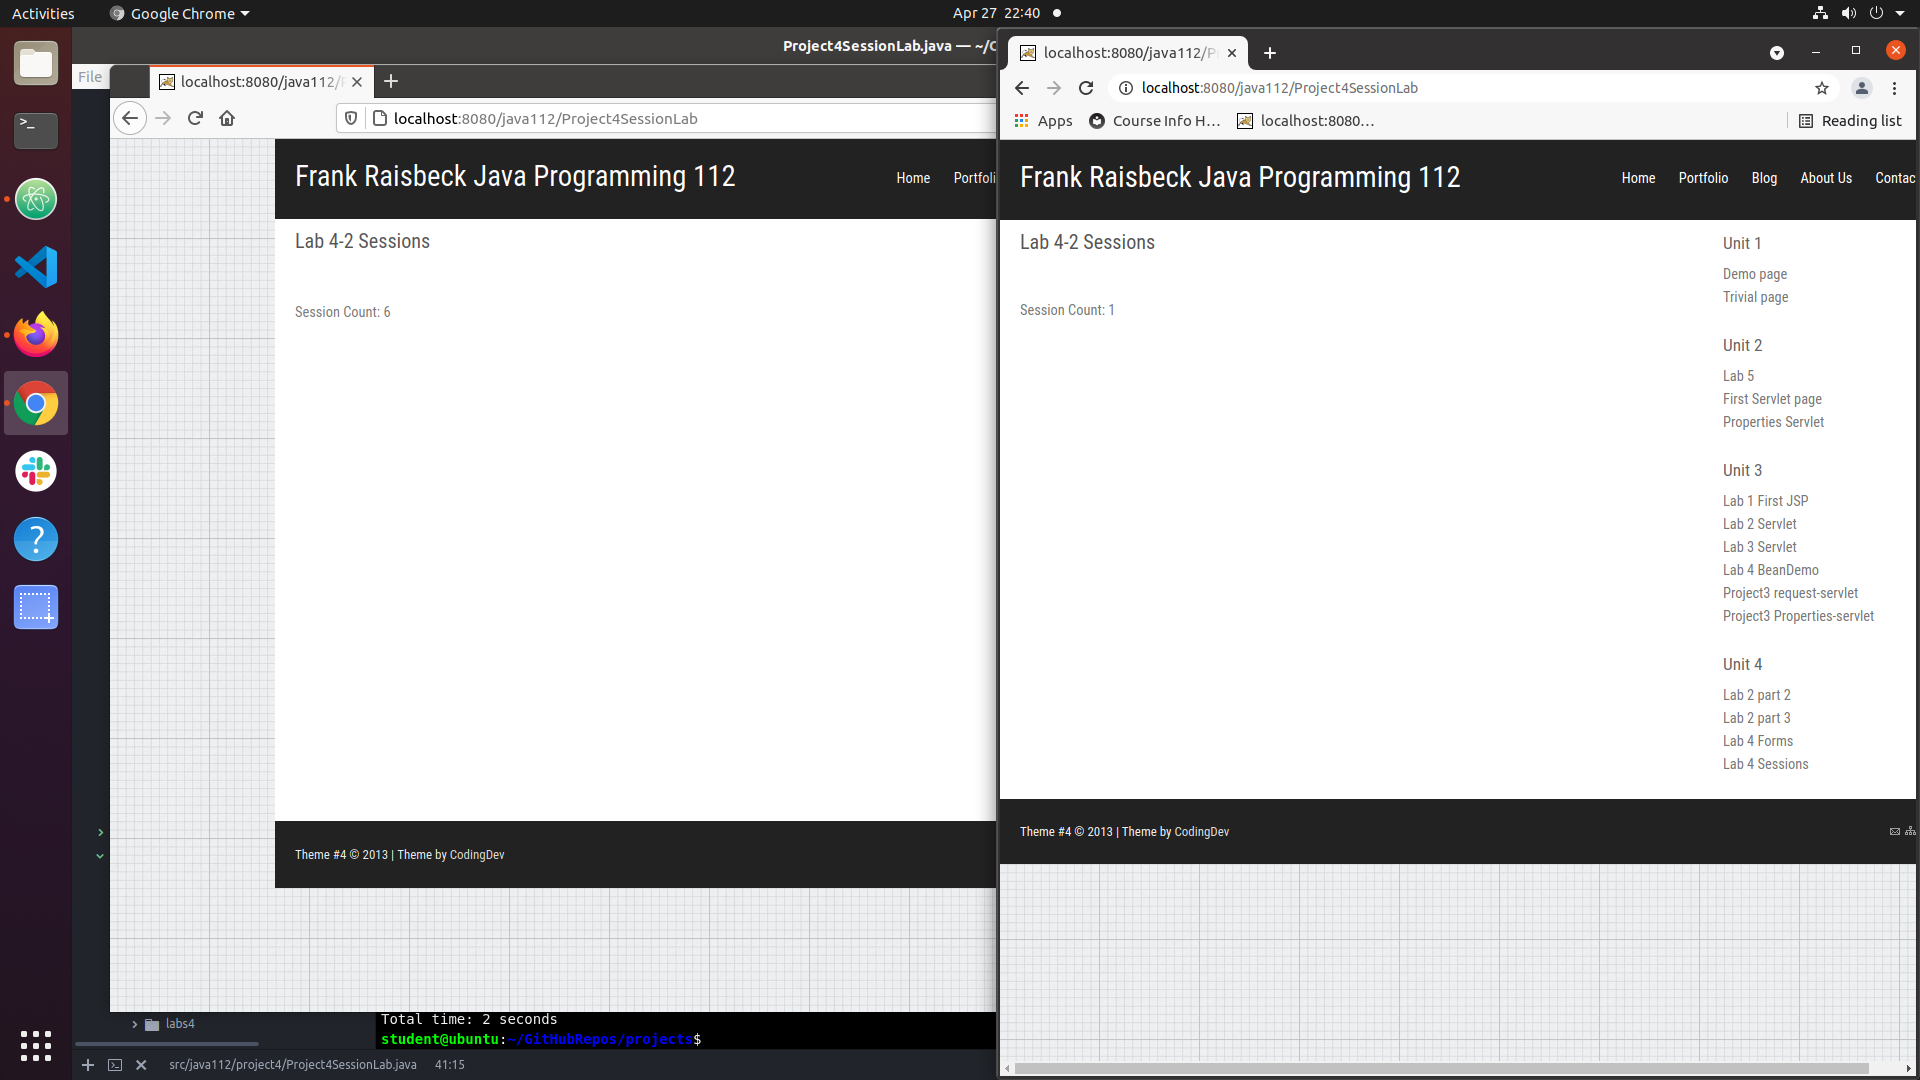 Activities
Google Chrome
Apr 27 22:40
Project4SessionLab.java — ~/
File
localhost:8080/java112/
localhost:8080/java112/Project4SessionLab
Frank Raisbeck Java Programming 112
Home
Lab 4-2 Sessions
Session Count: 6
Theme #4 © 2013 | Theme by CodingDev
localhost:8080/java112/
localhost:8080/java112/Project4SessionLab
Apps
Course Info H...
localhost:8080...
Reading list
Frank Raisbeck Java Programming 112
Home
Portfolio
Blog
About Us
Lab 4-2 Sessions
Session Count: 1
Unit 1
Demo page
Trivial page
Unit 2
Lab 5
First Servlet page
Properties Servlet
Unit 3
Lab 1 First JSP
Lab 2 Servlet
Lab 3 Servlet
Lab 4 BeanDemo
Project3 request-servlet
Project3 Properties-servlet
Unit 4
Lab 2 part 2
Lab 2 part 3
Lab 4 Forms
Lab 4 Sessions
Theme #4 © 2013 | Theme by CodingDev
labs4
Total time: 2 seconds
student@ubuntu:~/GitHubRepos/projects$
src/java112/project4/Project4SessionLab.java
41:15